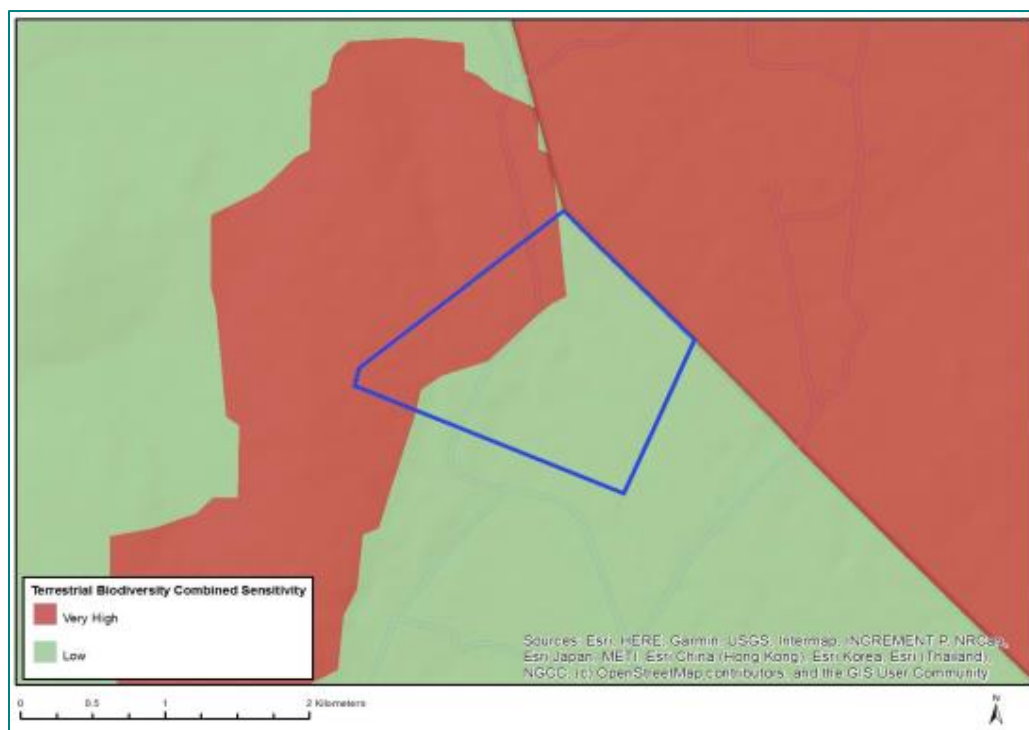 Terrestrial Biodiversity Combined Sensitivity
Very High
Low
Sources: Esri, HERE, Garmin, USGS, Intermap, INCREMENT P, NRCan,
Esri Japan, METI, Esri China (Hong Kong), Esri Korea, Esri (Thailand),
NGCC, (c) OpenStreetMap contributors, and the GIS User Community
0 0.5 1 2 Kilometers
N